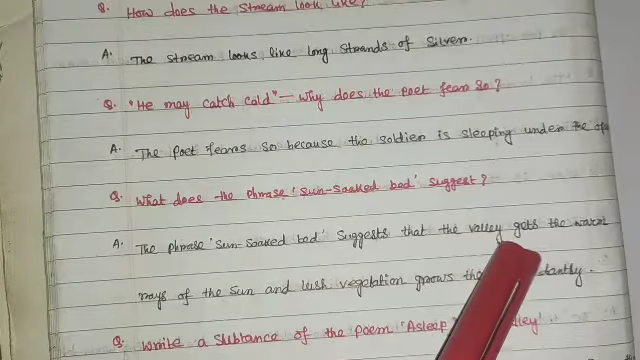 Q. How does the stream look like?
A. The stream looks like long strands of silver.
Q. "He may catch cold" – Why does the poet fears so?
A. The poet fears so because the soldier is sleeping under the
Q. What does the phrase 'sun-soaked bed' suggest?
A. The phrase 'sun-soaked bed' suggests that the valley gets the warm
rays of the sun and lush vegetation grows
Q. Write a substance of the poem 'Asleep